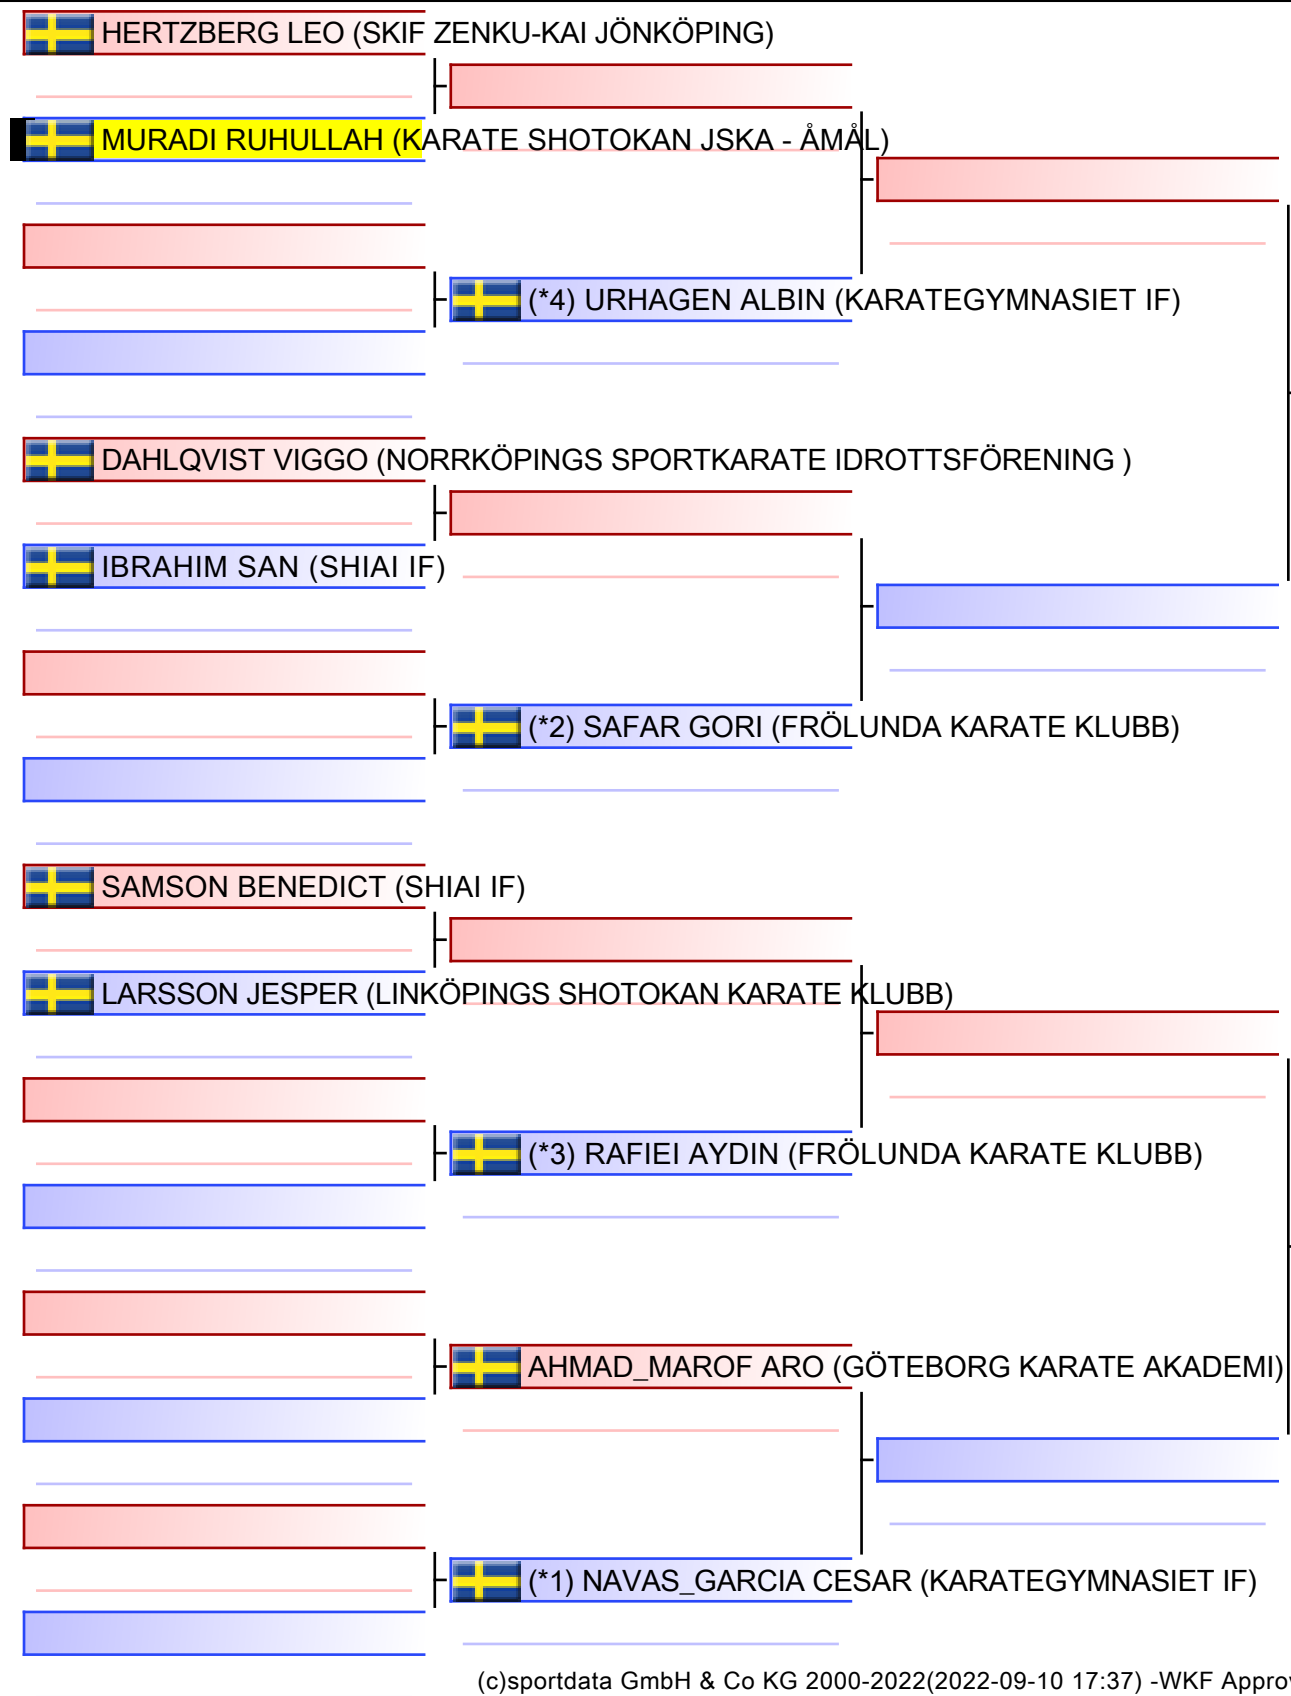 HERTZBERG LEO (SKIF ZENKU-KAI JÖNKÖPING)
MURADI RUHULLAH (KARATE SHOTOKAN JSKA - ÅMÅL)
(*4) URHAGEN ALBIN (KARATEGYMNASIET IF)
DAHLQVIST VIGGO (NORRKÖPINGS SPORTKARATE IDROTTSFÖRENING )
IBRAHIM SAN (SHIAI IF)
(*2) SAFAR GORI (FRÖLUNDA KARATE KLUBB)
SAMSON BENEDICT (SHIAI IF)
LARSSON JESPER (LINKÖPINGS SHOTOKAN KARATE KLUBB)
(*3) RAFIEI AYDIN (FRÖLUNDA KARATE KLUBB)
AHMAD_MAROF ARO (GÖTEBORG KARATE AKADEMI)
(*1) NAVAS_GARCIA CESAR (KARATEGYMNASIET IF)
(c)sportdata GmbH & Co KG 2000-2022(2022-09-10 17:37) -WKF